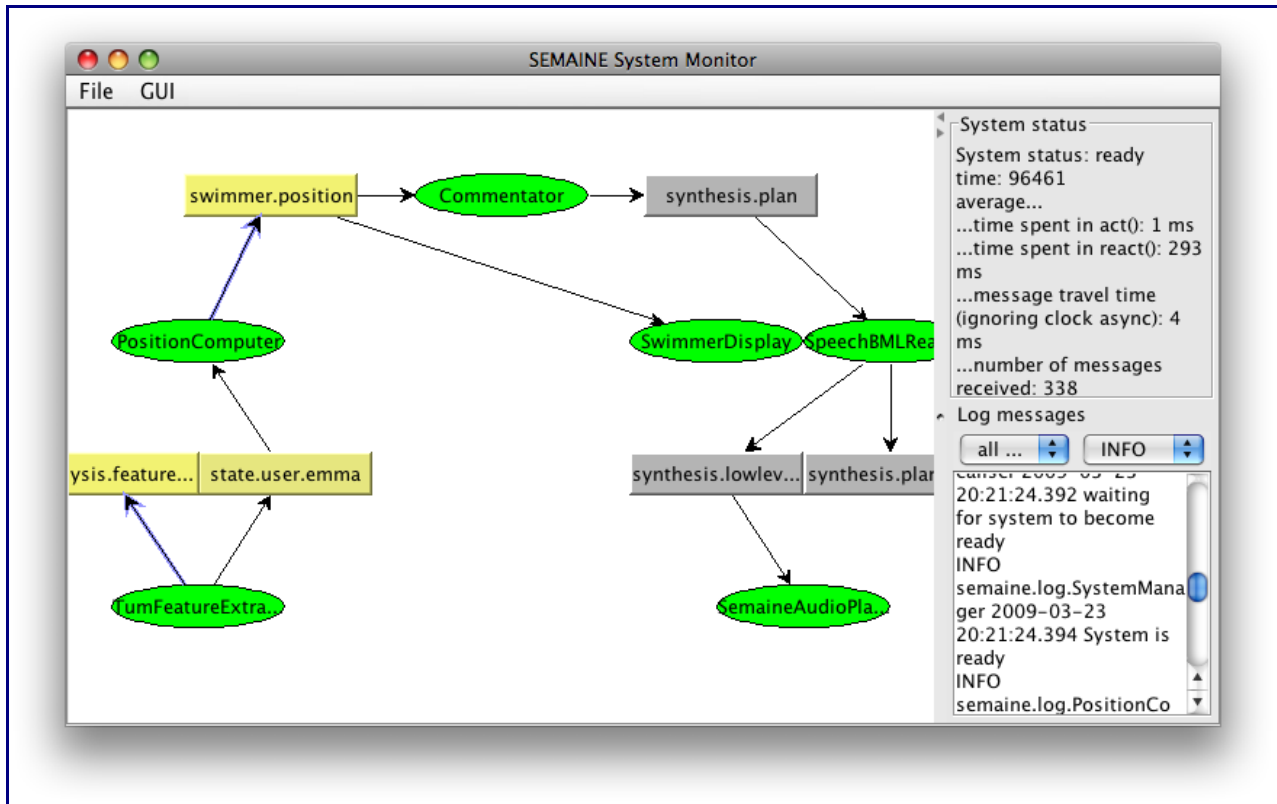 SEMAINE System Monitor
File GUI
swimmer.position
Commentator
synthesis.plan
PositionComputer
SwimmerDisplay
SpeechBMLRea
ysis.feature...
state.user.emma
synthesis.lowlev...
synthesis.plan
TumFeatureExtra..
SemaineAudioPla...
System status
System status: ready
time: 96461
average...
...time spent in act(): 1 ms
...time spent in react(): 293
ms
...message travel time
(ignoring clock async): 4
ms
...number of messages
received: 338
Log messages
all ...
INFO
20:21:24.392 waiting
for system to become
ready
INFO
semaine.log.SystemMana
ger 2009-03-23
20:21:24.394 System is
ready
INFO
semaine.log.PositionCo